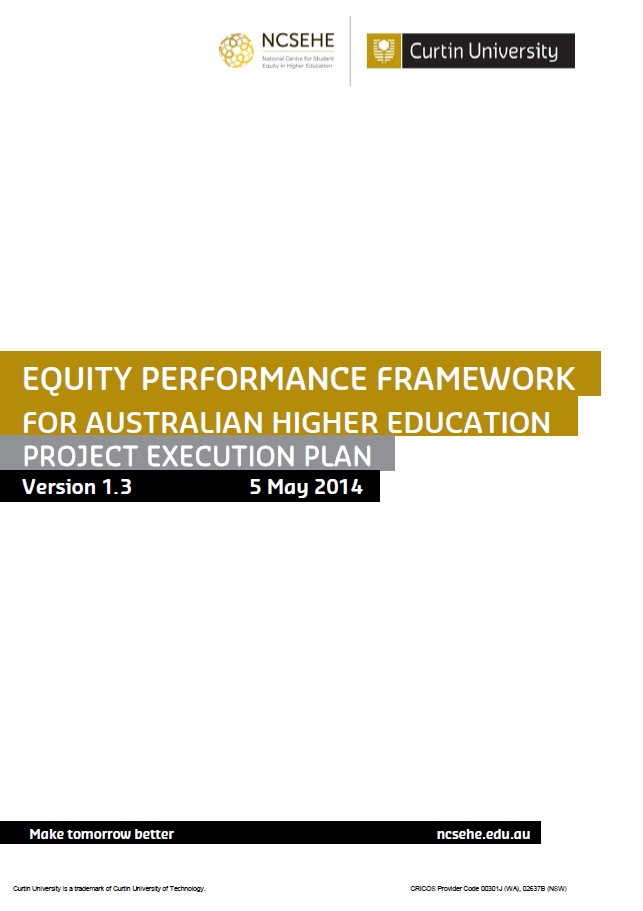 NCSEHE
National Centre for Student
Equity in Higher Education
Curtin University
EQUITY PERFORMANCE FRAMEWORK
FOR AUSTRALIAN HIGHER EDUCATION
PROJECT EXECUTION PLAN
Version 1.3 5 May 2014
Make tomorrow better ncsehe.edu.au
Curtin University is a trademark of Curtin University of Technology. CRICOS Provider Code 00301J (WA), 02637B (NSW)